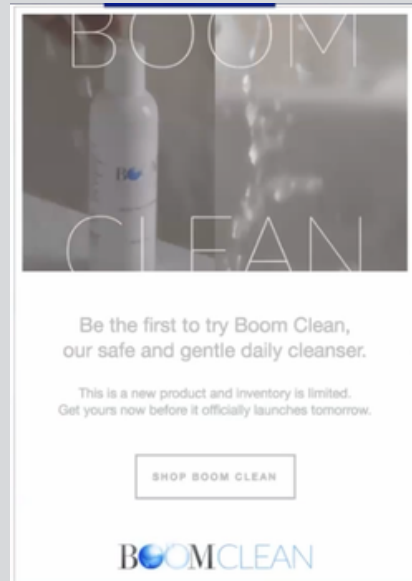 BOOM
CLEAN
Be the first to try Boom Clean,
our safe and gentle daily cleanser.
This is a new product and inventory is limited.
Get yours now before it officially launches tomorrow.
SHOP BOOM CLEAN
BOOMCLEAN